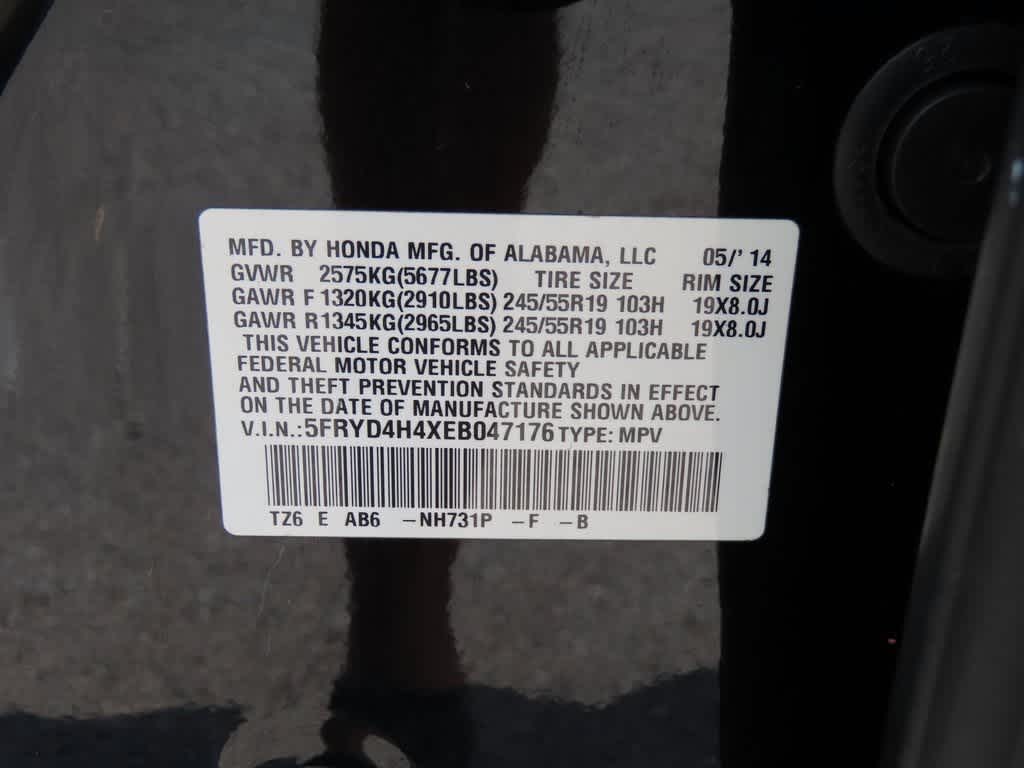 MFD. BY HONDA MFG. OF ALABAMA, LLC 05/' 14
GVWR 2575KG(5677LBS) TIRE SIZE RIM SIZE
GAWR F 1320KG(2910LBS) 245/55R19 103H 19X8.0J
GAWR R1345KG(2965LBS) 245/55R19 103H 19X8.0J
THIS VEHICLE CONFORMS TO ALL APPLICABLE
FEDERAL MOTOR VEHICLE SAFETY
AND THEFT PREVENTION STANDARDS IN EFFECT
ON THE DATE OF MANUFACTURE SHOWN ABOVE.
V.I.N.:5FRYD4H4XEB047176 TYPE: MPV
TZ6 E AB6 -NH731P -F -B